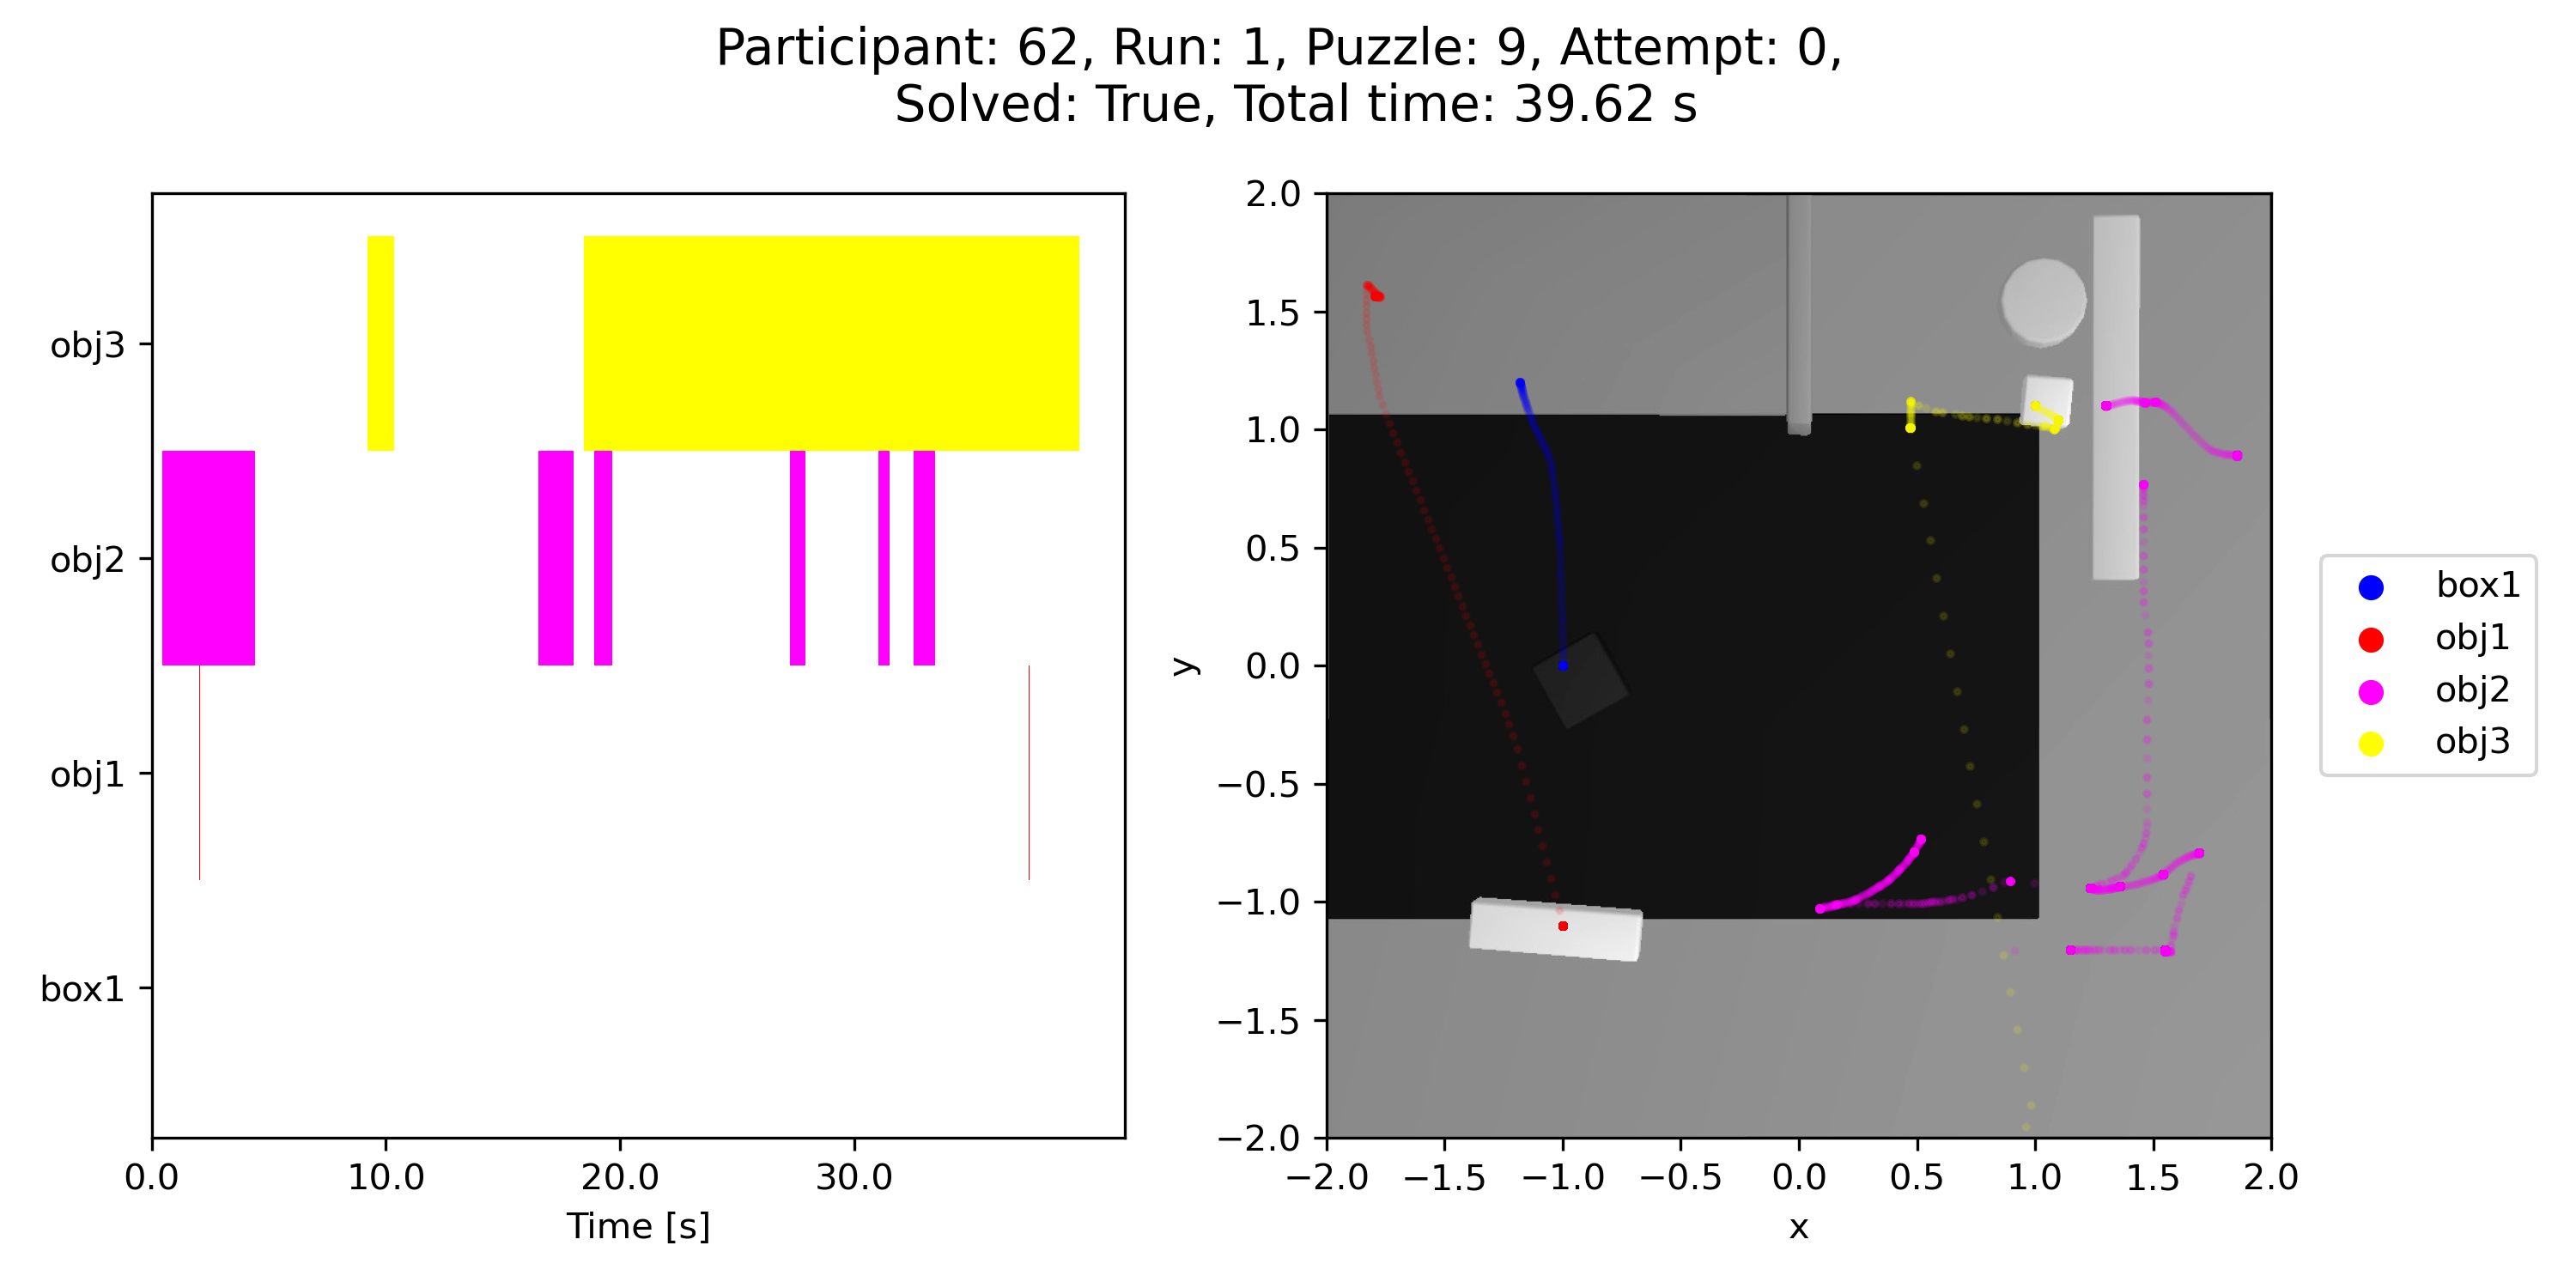 Participant: 62, Run: 1, Puzzle: 9, Attempt: 0,
Solved: True, Total time: 39.62 s
obj3
obj2
obj1
box1
0.0 10.0 20.0 30.0
Time [s]
2.0
1.5
1.0
0.5
0.0
−0.5
−1.0
−1.5
−2.0
y
−2.0 −1.5 −1.0 −0.5 0.0 0.5 1.0 1.5 2.0
x
box1
obj1
obj2
obj3